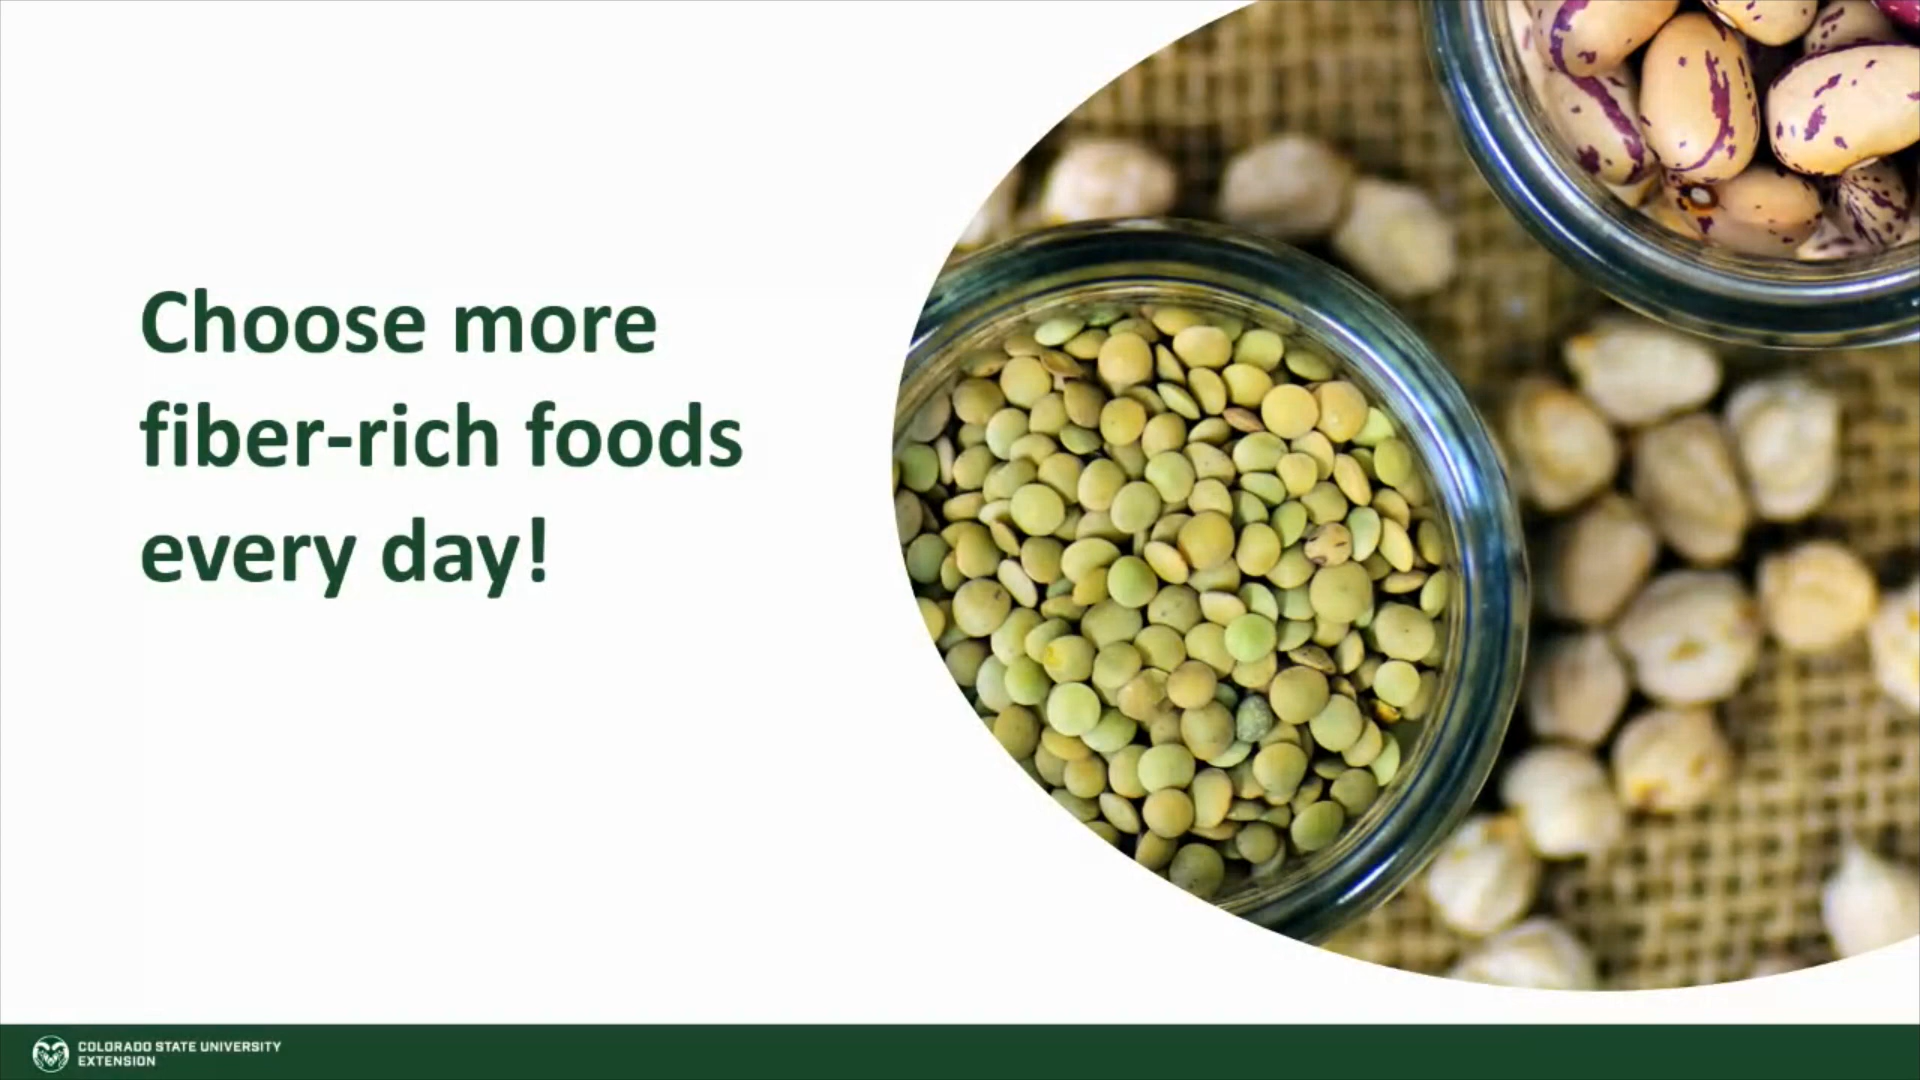 Choose more
fiber-rich foods
every day!
COLORADO STATE UNIVERSITY
EXTENSION